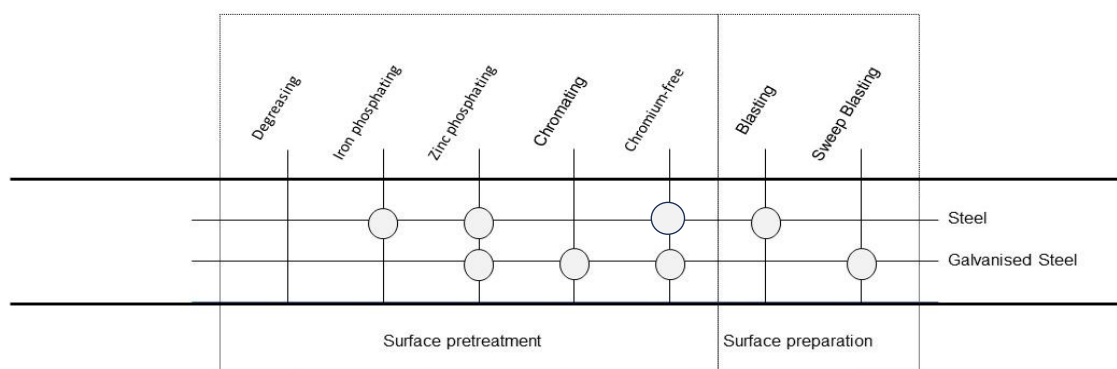 Degreasing
Iron phosphating
Zinc phosphating
Chromating
Chromium-free
Blasting
Sweep Blasting
Steel
Galvanised Steel
Surface pretreatment
Surface preparation